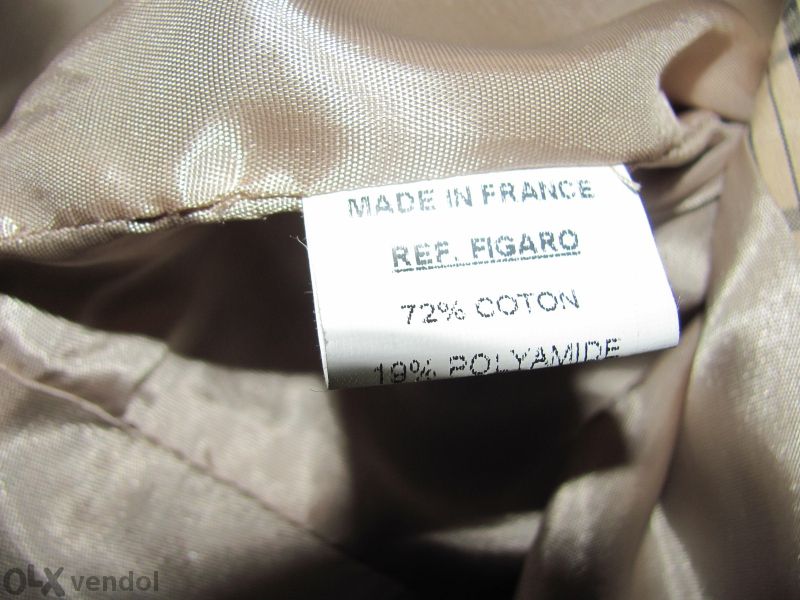 MADE IN FRANCE
REF. FIGARO
72% COTON
19% POLYAMIDE
OLX vendol